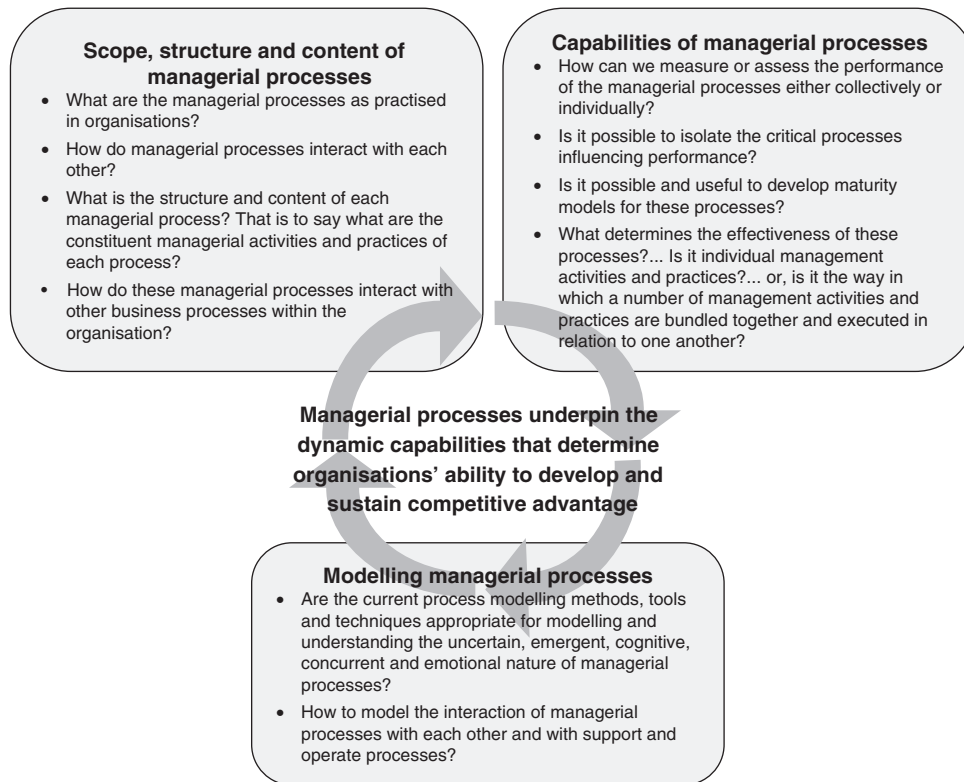 Scope, structure and content of
managerial processes
• What are the managerial processes as practised
in organisations?
• How do managerial processes interact with each
other?
• What is the structure and content of each
managerial process? That is to say what are the
constituent managerial activities and practices of
each process?
• How do these managerial processes interact with
other business processes within the
organisation?
Capabilities of managerial processes
• How can we measure or assess the performance
of the managerial processes either collectively or
individually?
• Is it possible to isolate the critical processes
influencing performance?
• Is it possible and useful to develop maturity
models for these processes?
• What determines the effectiveness of these
processes?... Is it individual management
activities and practices?... or, is it the way in
which a number of management activities and
practices are bundled together and executed in
relation to one another?
Managerial processes underpin the
dynamic capabilities that determine
organisations' ability to develop and
sustain competitive advantage
Modelling managerial processes
• Are the current process modelling methods, tools
and techniques appropriate for modelling and
understanding the uncertain, emergent, cognitive,
concurrent and emotional nature of managerial
processes?
• How to model the interaction of managerial
processes with each other and with support and
operate processes?